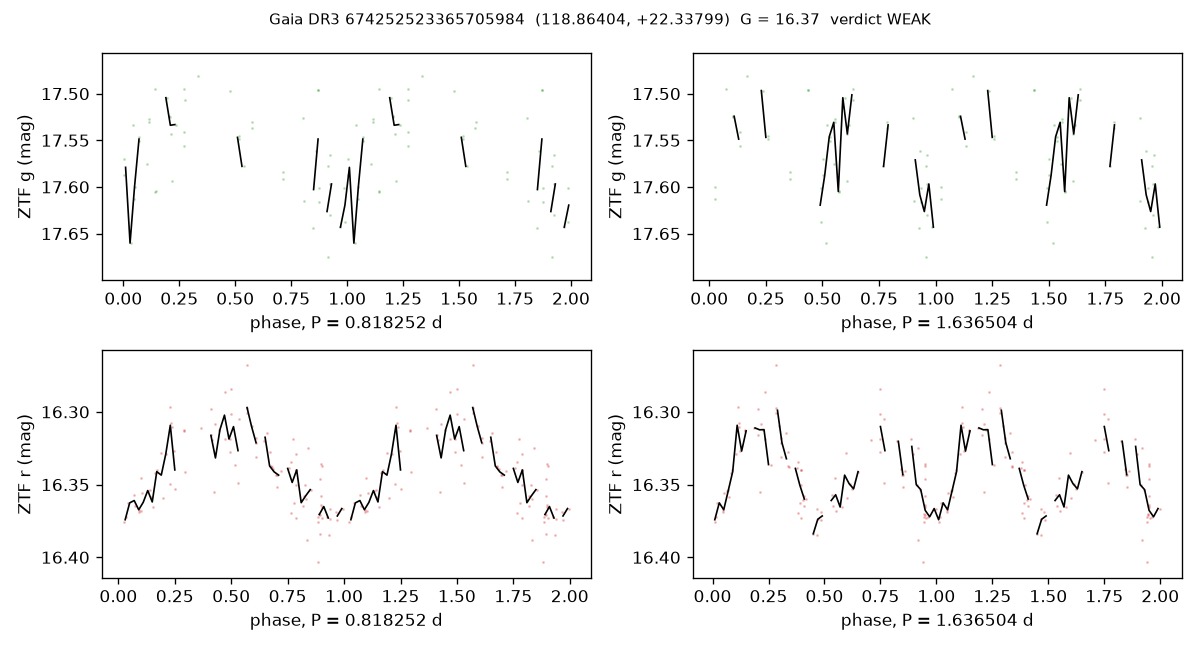 Gaia DR3 674252523365705984 (118.86404, +22.33799) G = 16.37 verdict WEAK
ZTF g (mag)
17.50
17.55
17.60
17.65
0.00 0.25 0.50 0.75 1.00 1.25 1.50 1.75 2.00
phase, P = 0.818252 d
ZTF g (mag)
17.50
17.55
17.60
17.65
0.00 0.25 0.50 0.75 1.00 1.25 1.50 1.75 2.00
phase, P = 1.636504 d
ZTF r (mag)
16.30
16.35
16.40
0.00 0.25 0.50 0.75 1.00 1.25 1.50 1.75 2.00
phase, P = 0.818252 d
ZTF r (mag)
16.30
16.35
16.40
0.00 0.25 0.50 0.75 1.00 1.25 1.50 1.75 2.00
phase, P = 1.636504 d